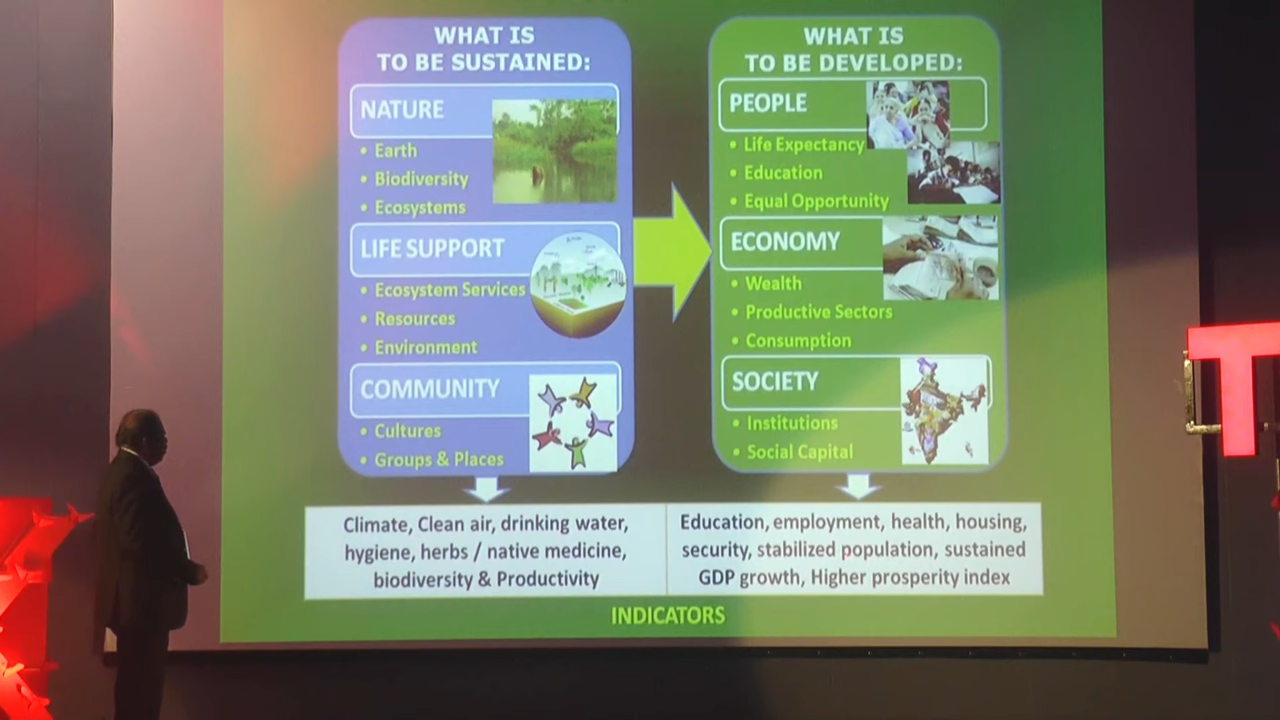 WHAT IS
TO BE SUSTAINED:
NATURE
• Earth
• Biodiversity
• Ecosystems
LIFE SUPPORT
• Ecosystem Services
• Resources
• Environment
COMMUNITY
• Cultures
• Groups & Places
WHAT IS
TO BE DEVELOPED:
PEOPLE
• Life Expectancy
• Education
• Equal Opportunity
ECONOMY
• Wealth
• Productive Sectors
• Consumption
SOCIETY
• Institutions
• Social Capital
Climate, Clean air, drinking water,
hygiene, herbs / native medicine,
biodiversity & Productivity
Education, employment, health, housing,
security, stabilized population, sustained
GDP growth, Higher prosperity index
INDICATORS
T